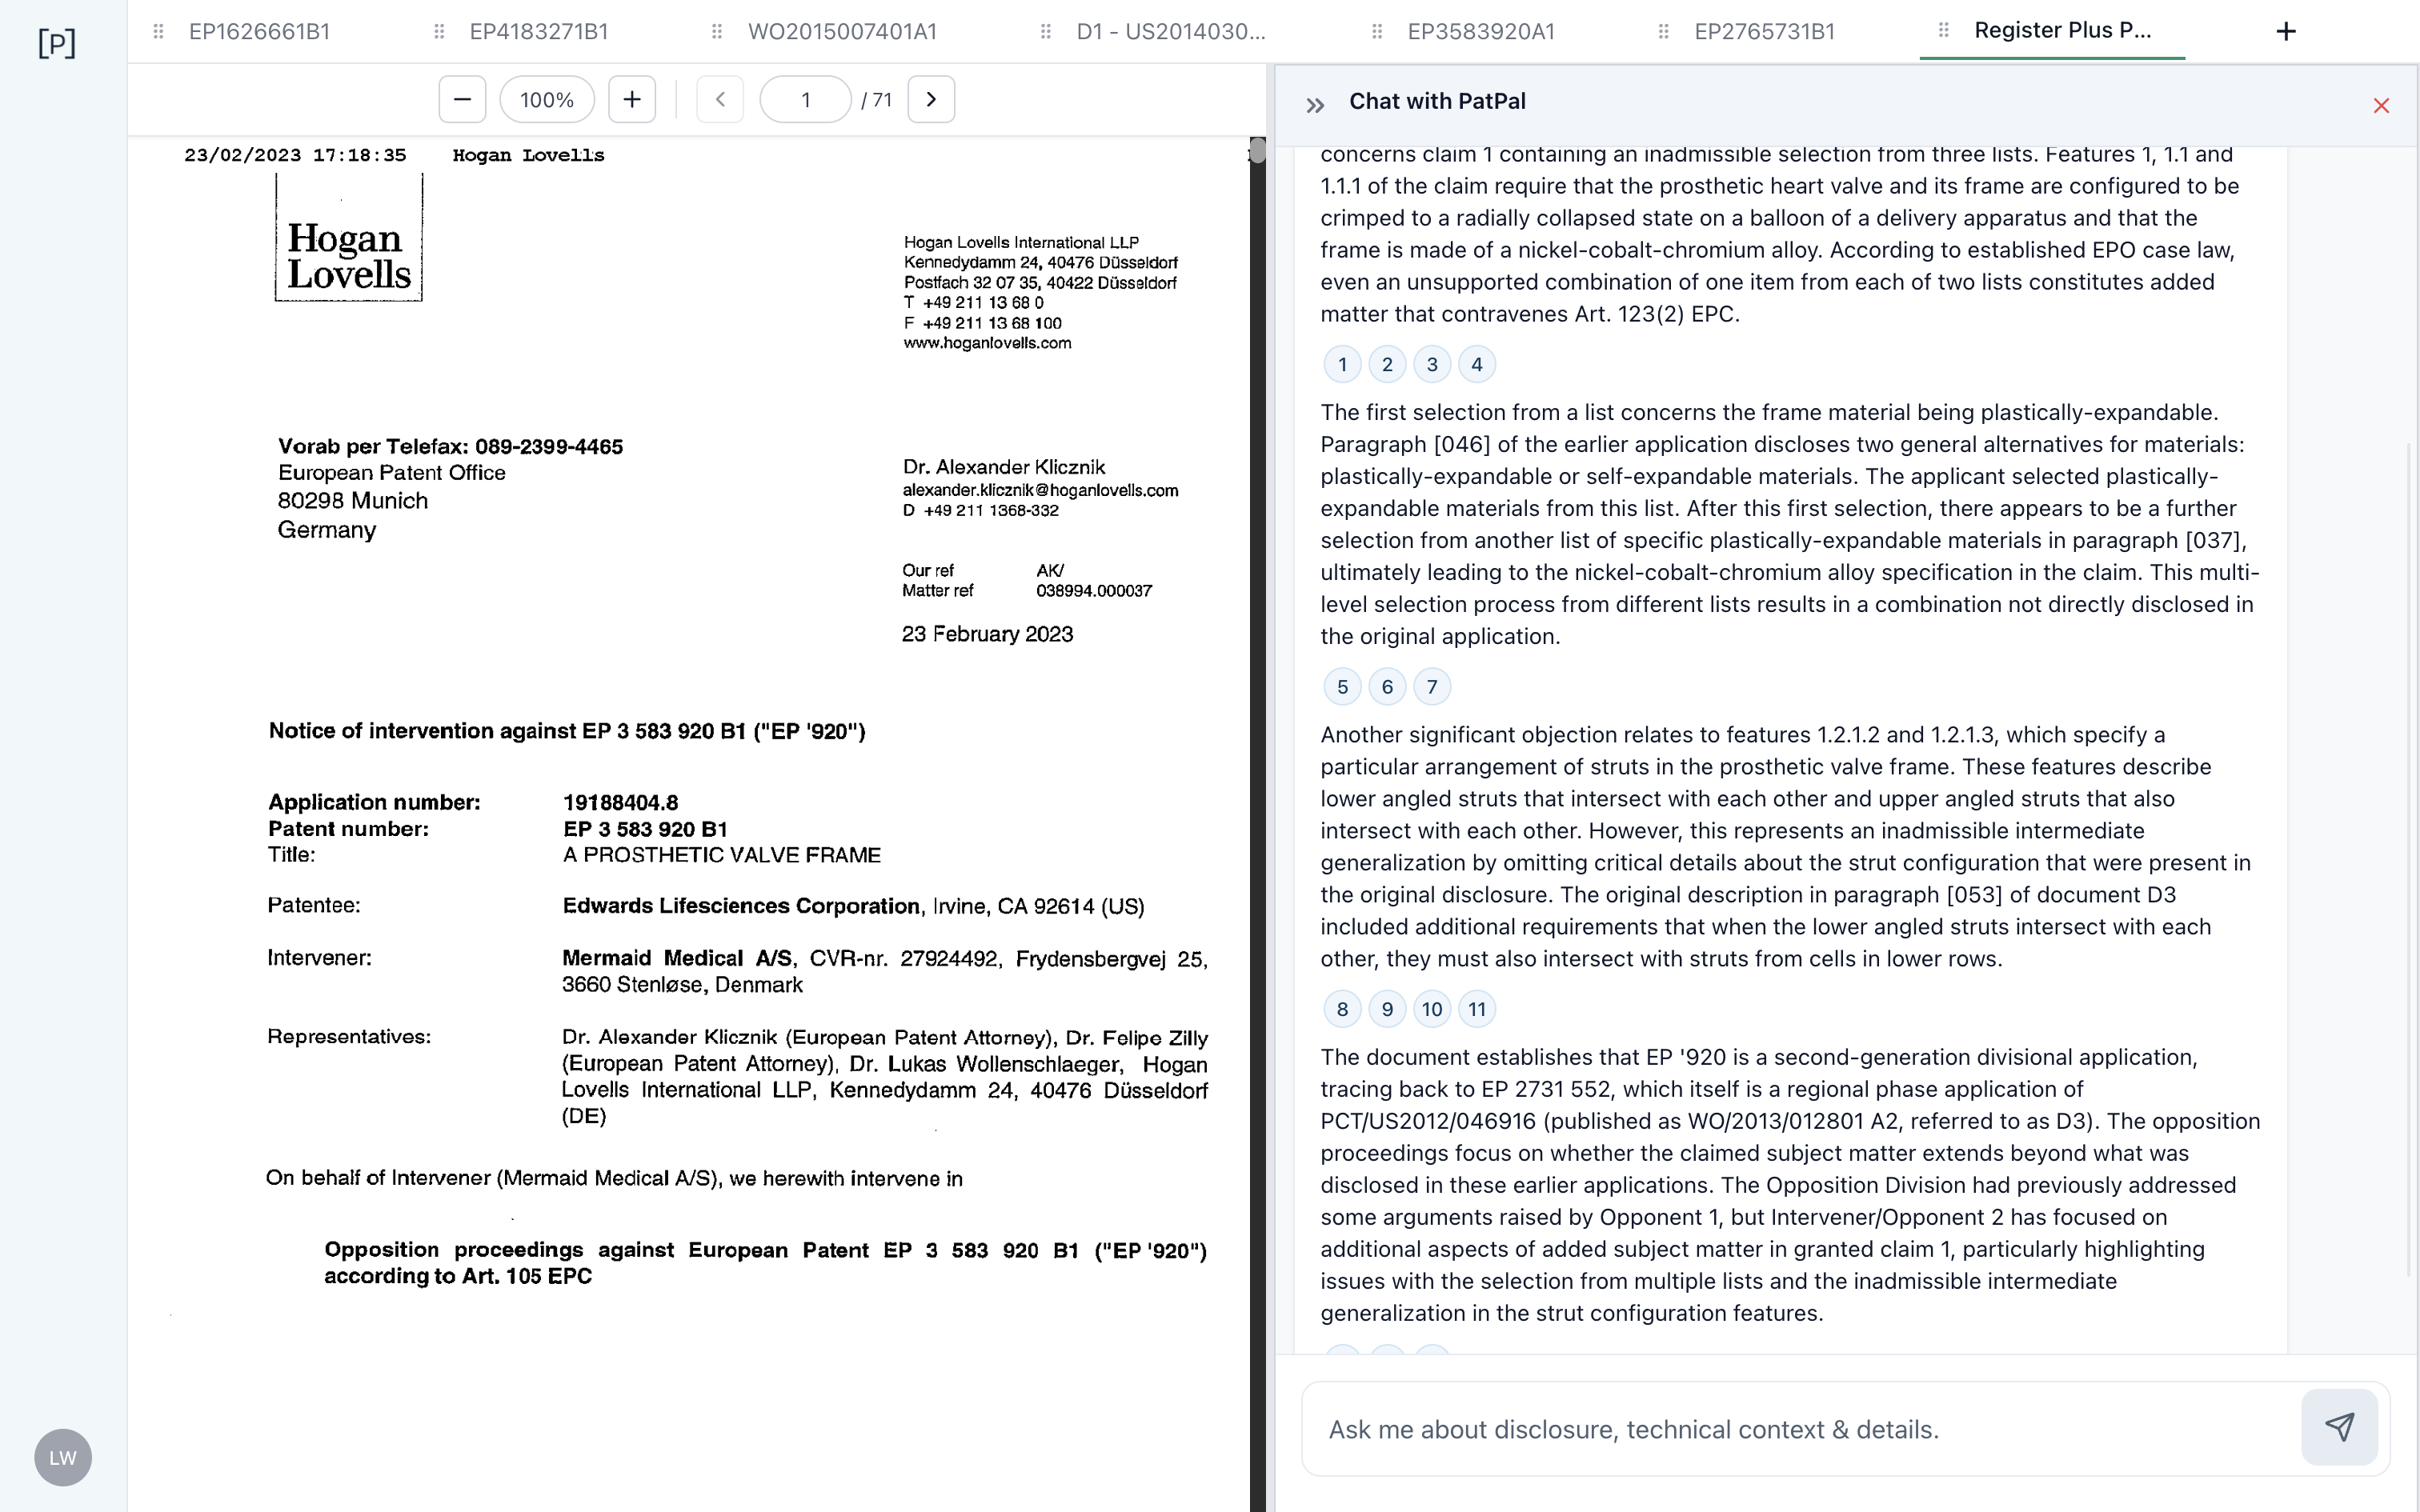 [P]
EP1626661B1
EP4183271B1
WO2015007401A1
D1 - US2014030...
EP3583920A1
EP2765731B1
Register Plus P...
+
−
100%
+
1
/ 71
23/02/2023 17:18:35 Hogan Lovells
Hogan
Lovells
Hogan Lovells International LLP
Kennedydamm 24, 40476 Düsseldorf
Postfach 32 07 35, 40422 Düsseldorf
T +49 211 13 68 0
F +49 211 13 68 100
www.hoganlovells.com
Vorab per Telefax: 089-2399-4465
European Patent Office
80298 Munich
Germany
Dr. Alexander Klicznik
alexander.klicznik@hoganlovells.com
D +49 211 1368-332
Our ref AK/
Matter ref 038994.000037
23 February 2023
Notice of intervention against EP 3 583 920 B1 ("EP '920")
Application number: 19188404.8
Patent number: EP 3 583 920 B1
Title: A PROSTHETIC VALVE FRAME
Patentee: Edwards Lifesciences Corporation, Irvine, CA 92614 (US)
Intervener: Mermaid Medical A/S, CVR-nr. 27924492, Frydensbergvej 25,
3660 Stenløse, Denmark
Representatives: Dr. Alexander Klicznik (European Patent Attorney), Dr. Felipe Zilly
(European Patent Attorney), Dr. Lukas Wollenschlaeger, Hogan
Lovells International LLP, Kennedydamm 24, 40476 Düsseldorf
(DE)
On behalf of Intervener (Mermaid Medical A/S), we herewith intervene in
Opposition proceedings against European Patent EP 3 583 920 B1 ("EP '920")
according to Art. 105 EPC
Chat with PatPal
concerns claim 1 containing an inadmissible selection from three lists. Features 1, 1.1 and
1.1.1 of the claim require that the prosthetic heart valve and its frame are configured to be
crimped to a radially collapsed state on a balloon of a delivery apparatus and that the
frame is made of a nickel-cobalt-chromium alloy. According to established EPO case law,
even an unsupported combination of one item from each of two lists constitutes added
matter that contravenes Art. 123(2) EPC.
1 2 3 4
The first selection from a list concerns the frame material being plastically-expandable.
Paragraph [046] of the earlier application discloses two general alternatives for materials:
plastically-expandable or self-expandable materials. The applicant selected plastically-
expandable materials from this list. After this first selection, there appears to be a further
selection from another list of specific plastically-expandable materials in paragraph [037],
ultimately leading to the nickel-cobalt-chromium alloy specification in the claim. This multi-
level selection process from different lists results in a combination not directly disclosed in
the original application.
5 6 7
Another significant objection relates to features 1.2.1.2 and 1.2.1.3, which specify a
particular arrangement of struts in the prosthetic valve frame. These features describe
lower angled struts that intersect with each other and upper angled struts that also
intersect with each other. However, this represents an inadmissible intermediate
generalization by omitting critical details about the strut configuration that were present in
the original disclosure. The original description in paragraph [053] of document D3
included additional requirements that when the lower angled struts intersect with each
other, they must also intersect with struts from cells in lower rows.
8 9 10 11
The document establishes that EP '920 is a second-generation divisional application,
tracing back to EP 2731 552, which itself is a regional phase application of
PCT/US2012/046916 (published as WO/2013/012801 A2, referred to as D3). The opposition
proceedings focus on whether the claimed subject matter extends beyond what was
disclosed in these earlier applications. The Opposition Division had previously addressed
some arguments raised by Opponent 1, but Intervener/Opponent 2 has focused on
additional aspects of added subject matter in granted claim 1, particularly highlighting
issues with the selection from multiple lists and the inadmissible intermediate
generalization in the strut configuration features.
Ask me about disclosure, technical context & details.
LW